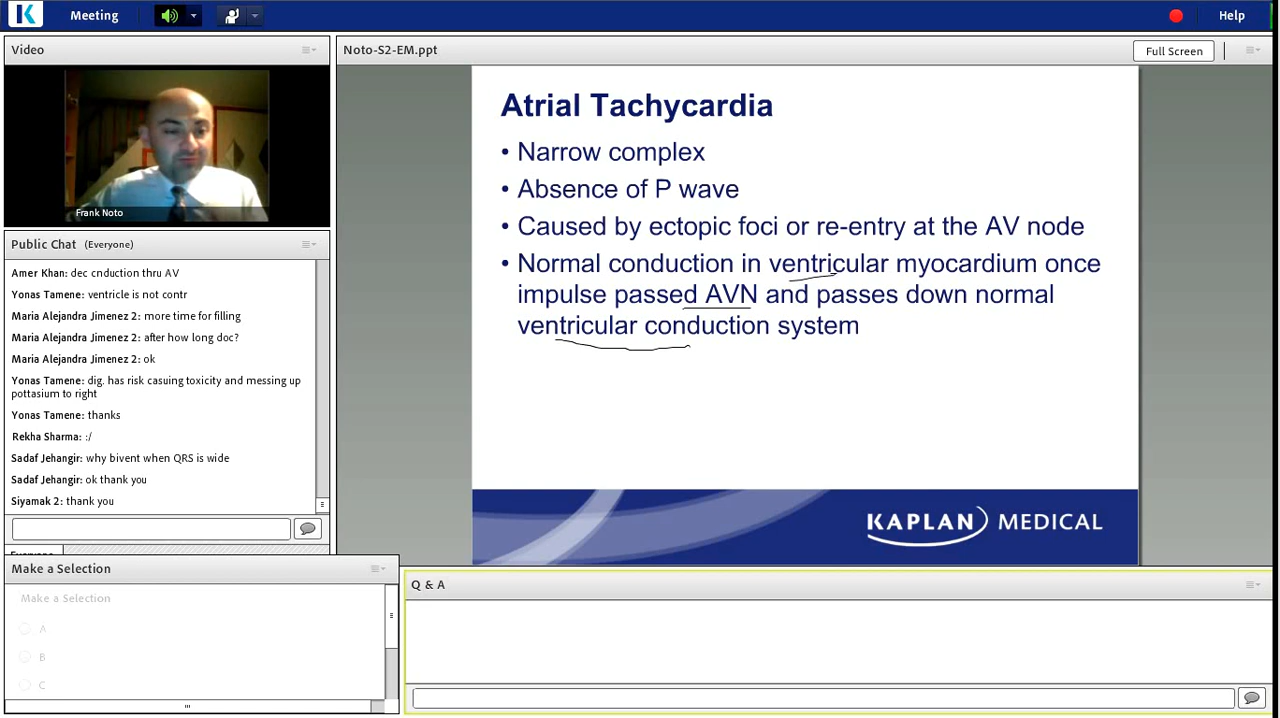 Meeting
Help
Video
Frank Noto
Public Chat (Everyone)
Amer Khan: dec cnduction thru AV
Yonas Tamene: ventricle is not contr
Maria Alejandra Jimenez 2: more time for filling
Maria Alejandra Jimenez 2: after how long doc?
Maria Alejandra Jimenez 2: ok
Yonas Tamene: dig. has risk casuing toxicity and messing up
pottasium to right
Yonas Tamene: thanks
Rekha Sharma: :/
Sadaf Jehangir: why bivent when QRS is wide
Sadaf Jehangir: ok thank you
Siyamak 2: thank you
Everyone
Make a Selection
Make a Selection
A
B
C
Noto-S2-EM.ppt
Full Screen
Atrial Tachycardia
• Narrow complex
• Absence of P wave
• Caused by ectopic foci or re-entry at the AV node
• Normal conduction in ventricular myocardium once
impulse passed AVN and passes down normal
ventricular conduction system
KAPLAN MEDICAL
Q & A